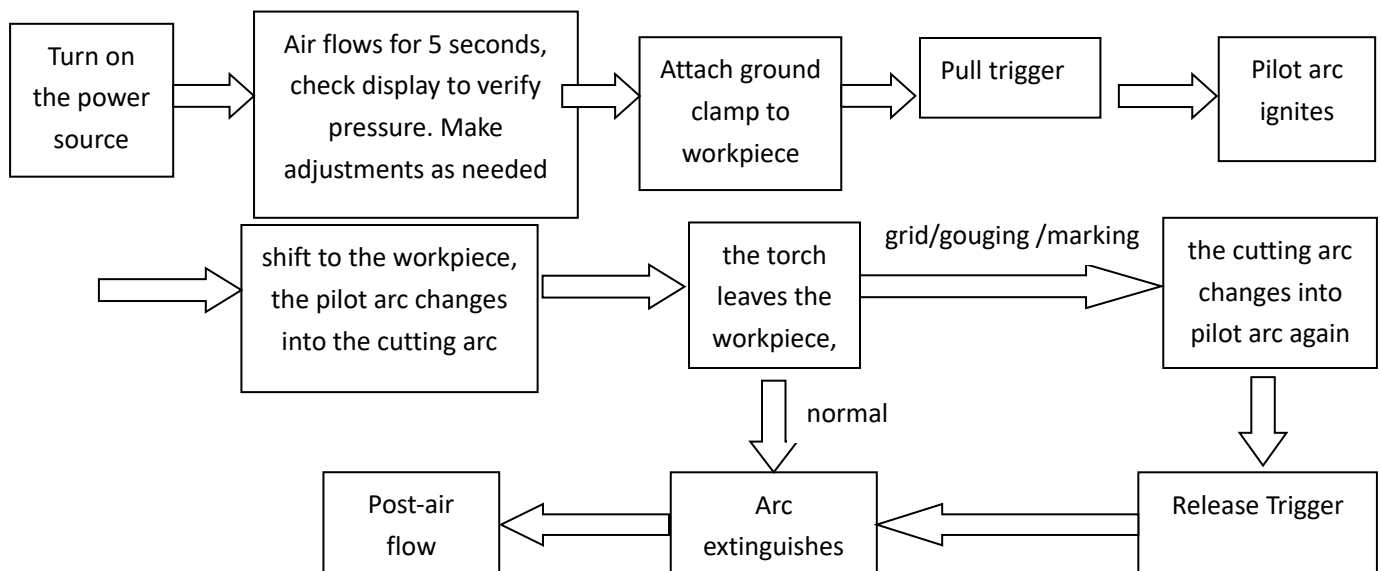 Turn on
the power
source
Air flows for 5 seconds,
check display to verify
pressure. Make
adjustments as needed
Attach ground
clamp to
workpiece
Pull trigger
Pilot arc
ignites
shift to the workpiece,
the pilot arc changes
into the cutting arc
the torch
leaves the
workpiece,
grid/gouging /marking
the cutting arc
changes into
pilot arc again
normal
Post-air
flow
Arc
extinguishes
Release Trigger